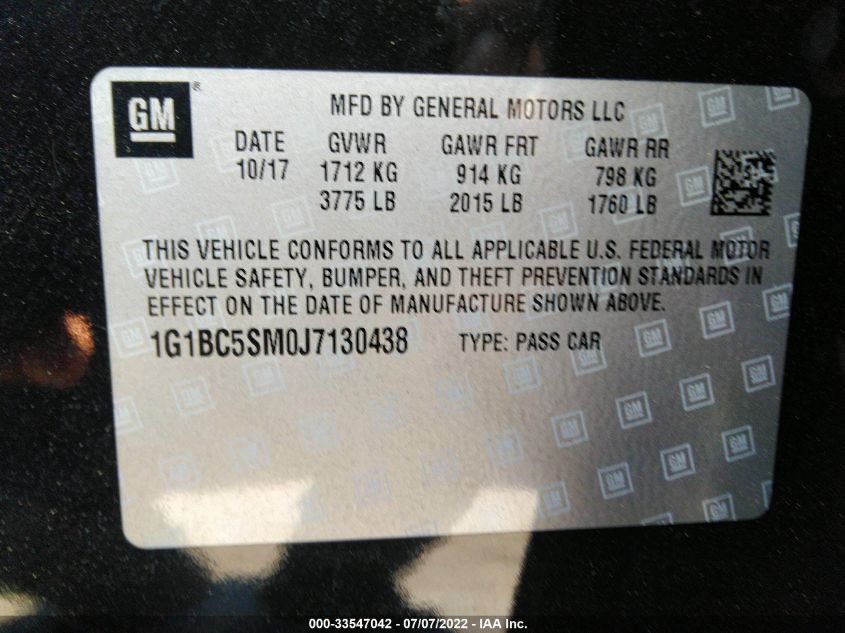 GM ®
MFD BY GENERAL MOTORS LLC
DATE GVWR GAWR FRT GAWR RR
10/17 1712 KG 914 KG 798 KG
3775 LB 2015 LB 1760 LB
THIS VEHICLE CONFORMS TO ALL APPLICABLE U.S. FEDERAL MOTOR
VEHICLE SAFETY, BUMPER, AND THEFT PREVENTION STANDARDS IN
EFFECT ON THE DATE OF MANUFACTURE SHOWN ABOVE.
1G1BC5SM0J7130438 TYPE: PASS CAR
000-33547042 - 07/07/2022 - IAA Inc.